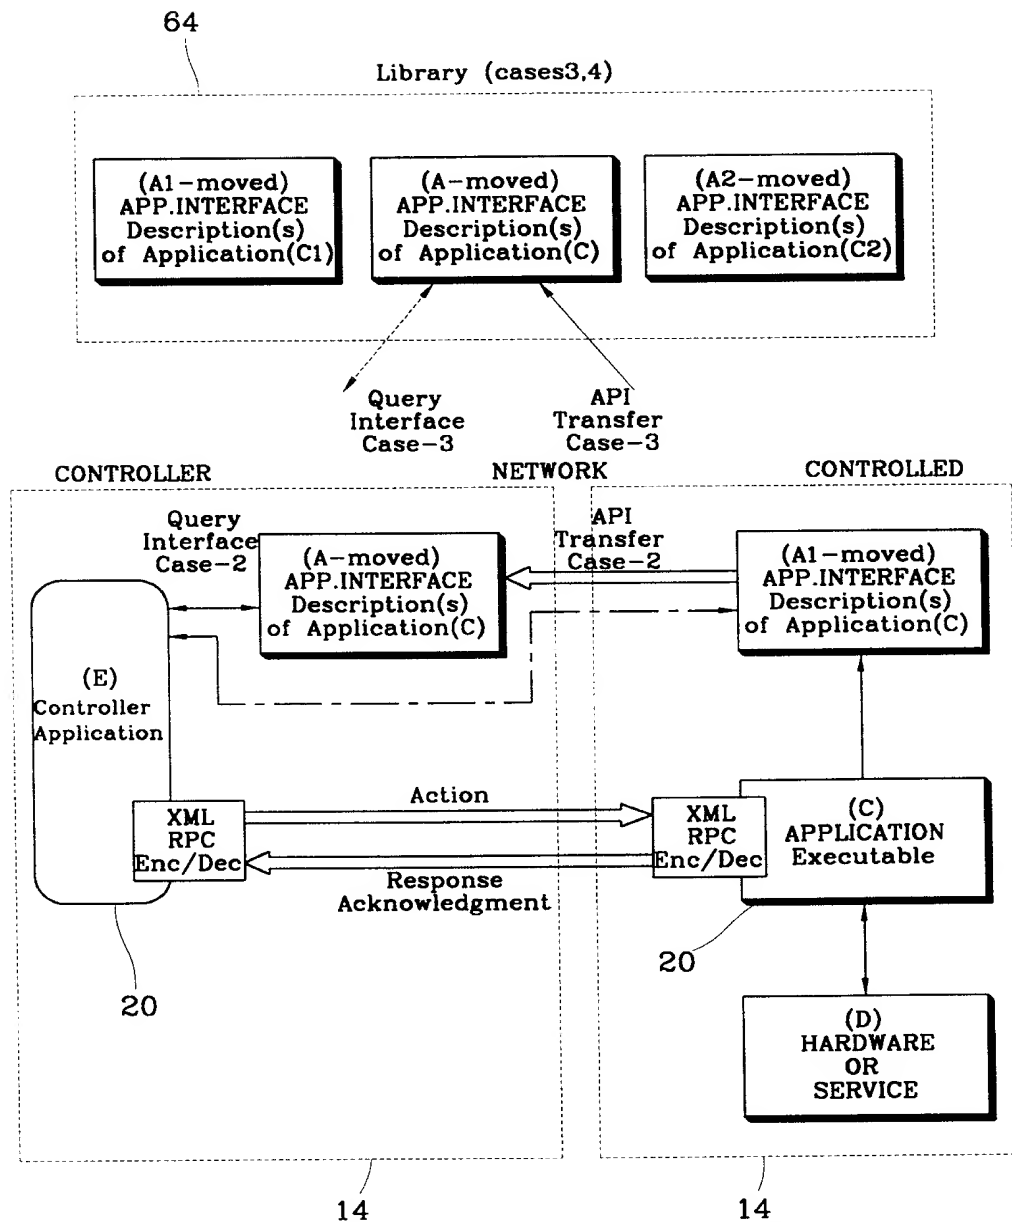 64
Library (cases3,4)
(A1-moved)
APP.INTERFACE
Description(s)
of Application(C1)
(A-moved)
APP.INTERFACE
Description(s)
of Application(C)
(A2-moved)
APP.INTERFACE
Description(s)
of Application(C2)
Query
Interface
Case-3
API
Transfer
Case-3
CONTROLLER
NETWORK
CONTROLLED
Query
Interface
Case-2
(A-moved)
APP.INTERFACE
Description(s)
of Application(C)
API
Transfer
Case-2
(A1-moved)
APP.INTERFACE
Description(s)
of Application(C)
(E)
Controller
Application
XML
RPC
Enc/Dec
Action
Response
Acknowledgment
XML
RPC
Enc/Dec
(C)
APPLICATION
Executable
20
20
(D)
HARDWARE
OR
SERVICE
14
14